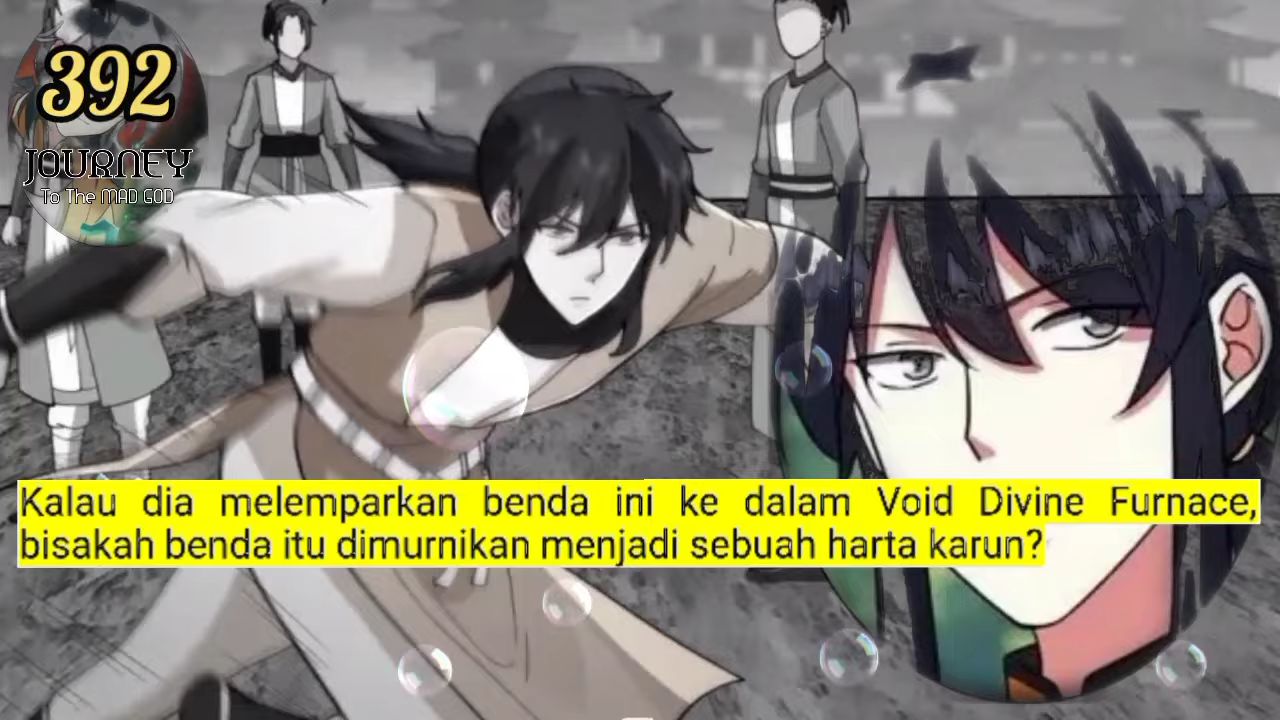 392
JOURNEY
To The MAD GOD
Kalau dia melemparkan benda ini ke dalam Void Divine Furnace,
bisakah benda itu dimurnikan menjadi sebuah harta karun?